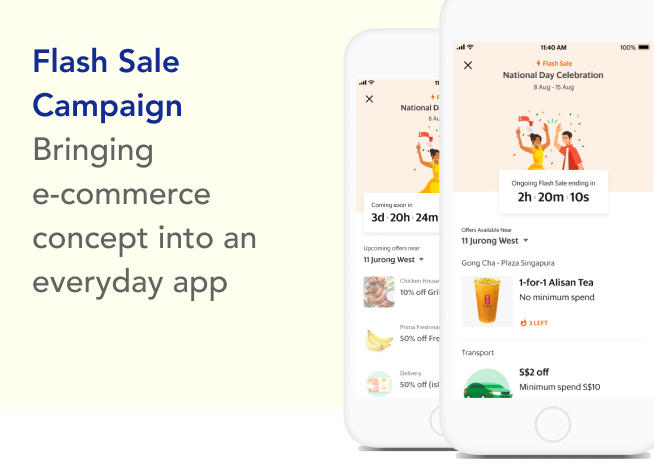 Flash Sale
Campaign
Bringing
e-commerce
concept into an
everyday app
National D
8 Au
Coming soon in
3d : 20h : 24m
Upcoming offers near
11 Jurong West
Chicken House
10% off Gri
Prima Freshmar
50% off Fre
Delivery
50% off (isl
11:40 AM
100%
Flash Sale
National Day Celebration
8 Aug - 15 Aug
Ongoing Flash Sale ending in
2h : 20m : 10s
Offers Available Near
11 Jurong West
Gong Cha - Plaza Singapura
1-for-1 Alisan Tea
No minimum spend
3 LEFT
Transport
S$2 off
Minimum spend S$10